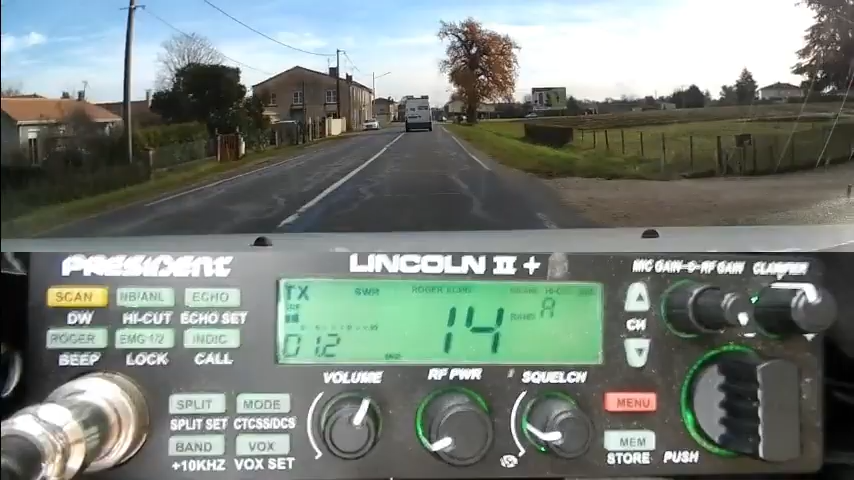 PRESIDENT LINCOLN II + MIC GAIN RF GAIN CLARIFIER
SCAN NB/ANL ECHO
DW HI-CUT ECHO SET
ROGER EMG 1/2 INDIC
BEEP LOCK CALL
TX SWR ROGER ECHO
14
A
012
CH
VOLUME RF PWR SQUELCH
SPLIT MODE MENU
SPLIT SET CTCSS/DCS
BAND VOX MEM
+10KHZ VOX SET STORE PUSH